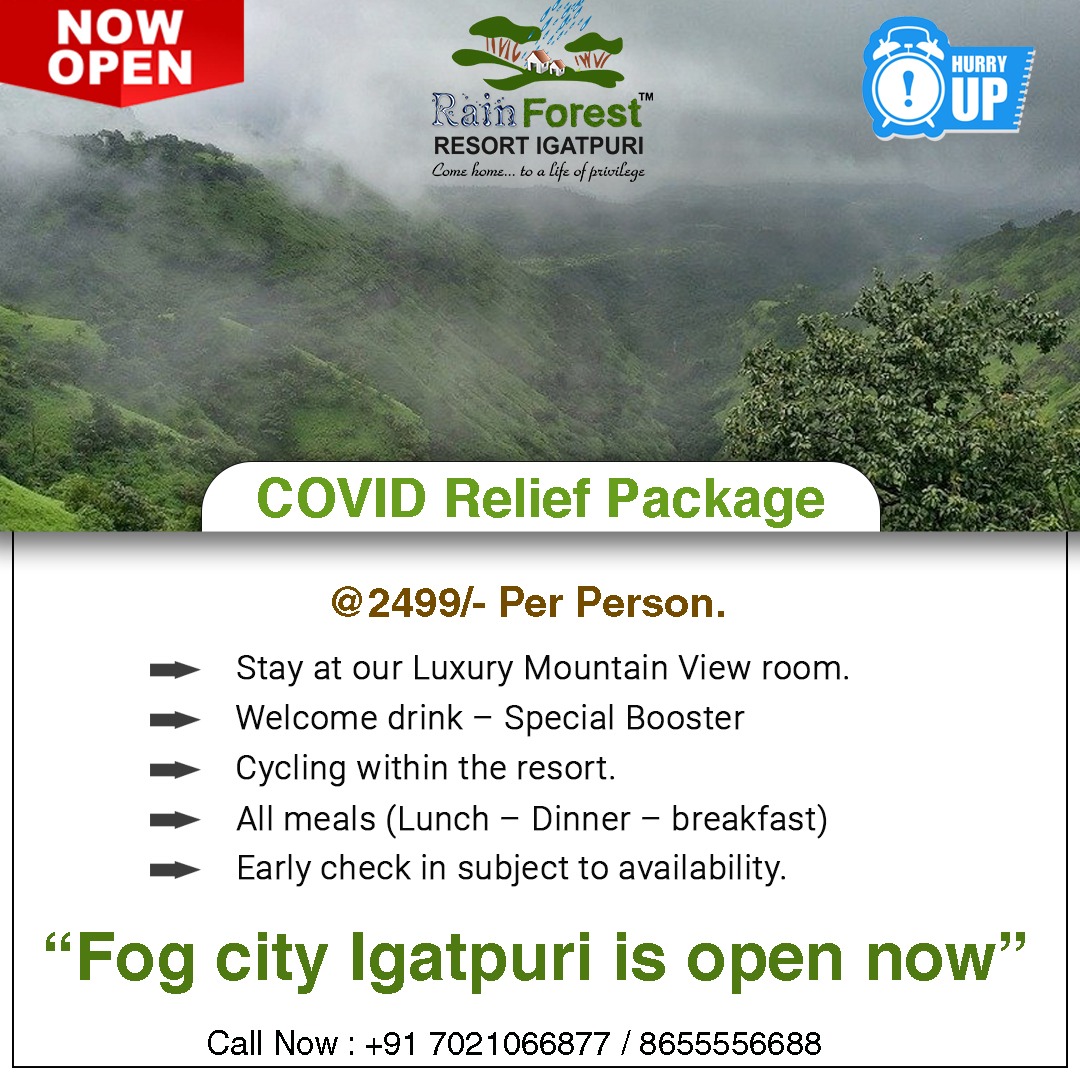 NOW
OPEN
Rain Forest™
RESORT IGATPURI
Come home... to a life of privilege
HURRY
UP
COVID Relief Package
@2499/- Per Person.
Stay at our Luxury Mountain View room.
Welcome drink – Special Booster
Cycling within the resort.
All meals (Lunch – Dinner – breakfast)
Early check in subject to availability.
“Fog city Igatpuri is open now”
Call Now : +91 7021066877 / 8655556688